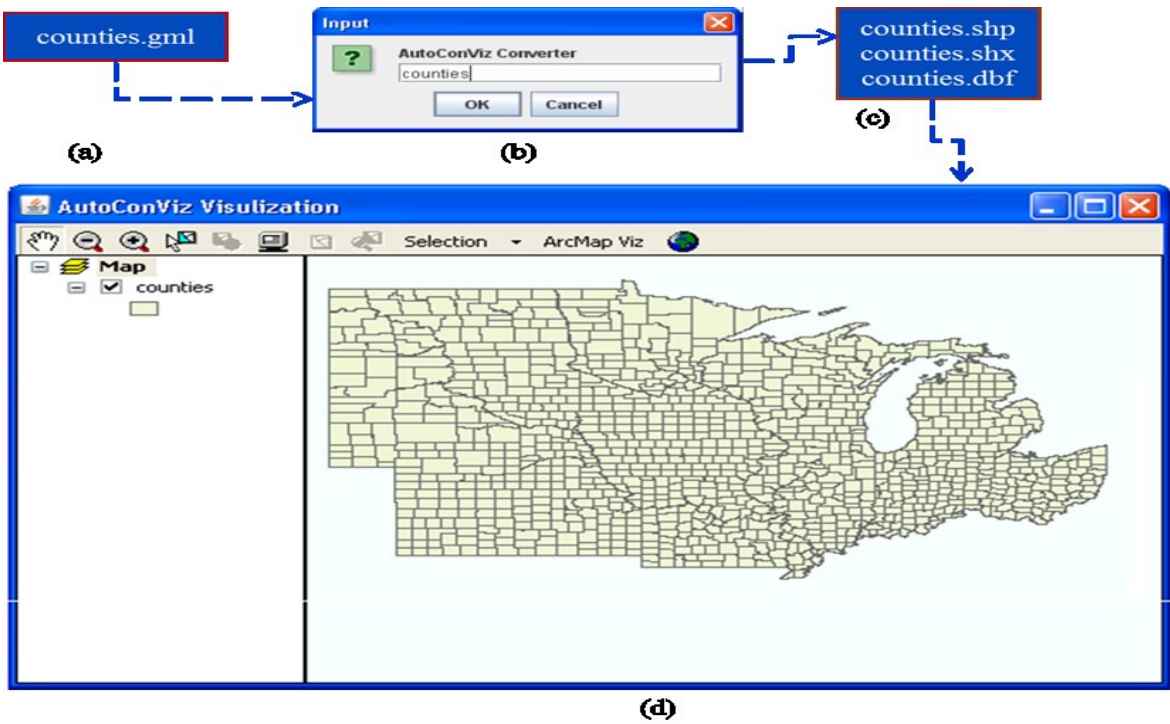 counties.gml
Input
AutoConViz Converter
counties
OK Cancel
counties.shp
counties.shx
counties.dbf
(a)
(b)
(c)
AutoConViz Visulization
Selection ArcMap Viz
Map
counties
(d)